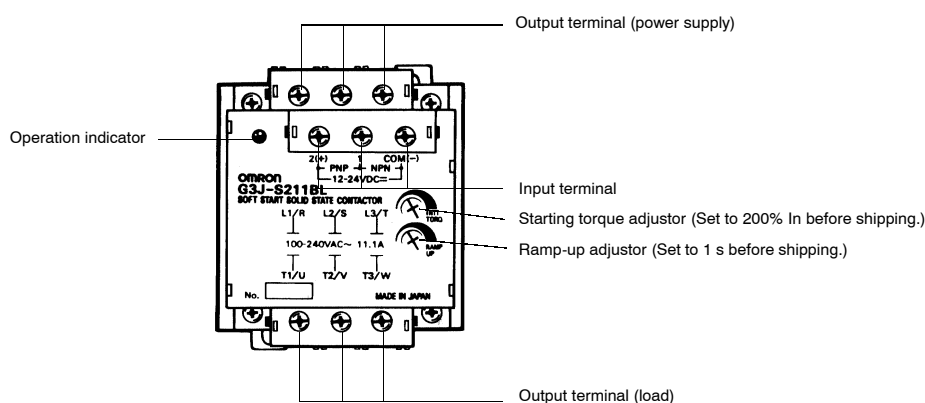 Output terminal (power supply)
Operation indicator
2(+) 1 COM(−)
PNP NPN
12-24VDC⎓
OMRON
G3J-S211BL
SOFT START SOLID STATE CONTACTOR
L1/R L2/S L3/T
INIT TORQ
100-240VAC~ 11.1A
RAMP UP
T1/U T2/V T3/W
No.
MADE IN JAPAN
Input terminal
Starting torque adjustor (Set to 200% In before shipping.)
Ramp-up adjustor (Set to 1 s before shipping.)
Output terminal (load)